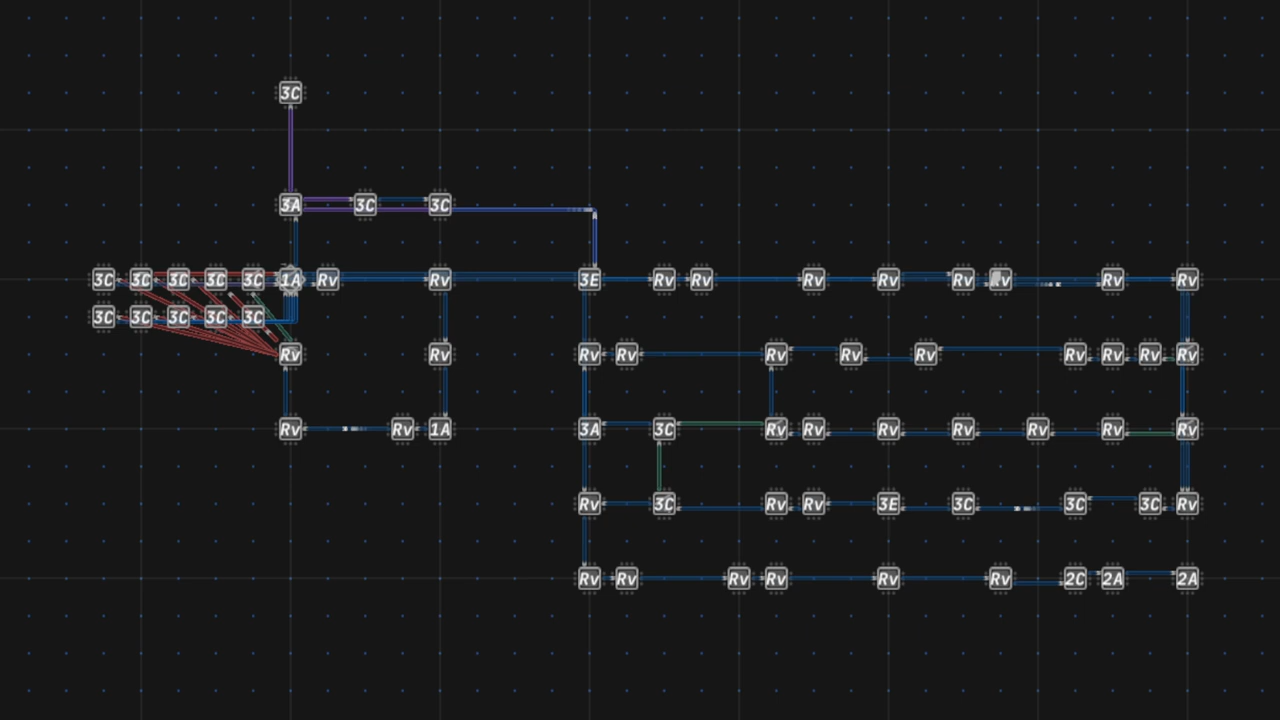 3C
3A 3C 3C
3C 3C 3C 3C 3C 1A Rv Rv 3E Rv Rv Rv Rv Rv Rv Rv Rv
3C 3C 3C 3C 3C
Rv Rv Rv Rv Rv Rv Rv Rv Rv Rv Rv
Rv Rv 1A 3A 3C Rv Rv Rv Rv Rv Rv Rv
Rv 3C Rv Rv 3E 3C 3C 3C Rv
Rv Rv Rv Rv Rv Rv 2C 2A 2A